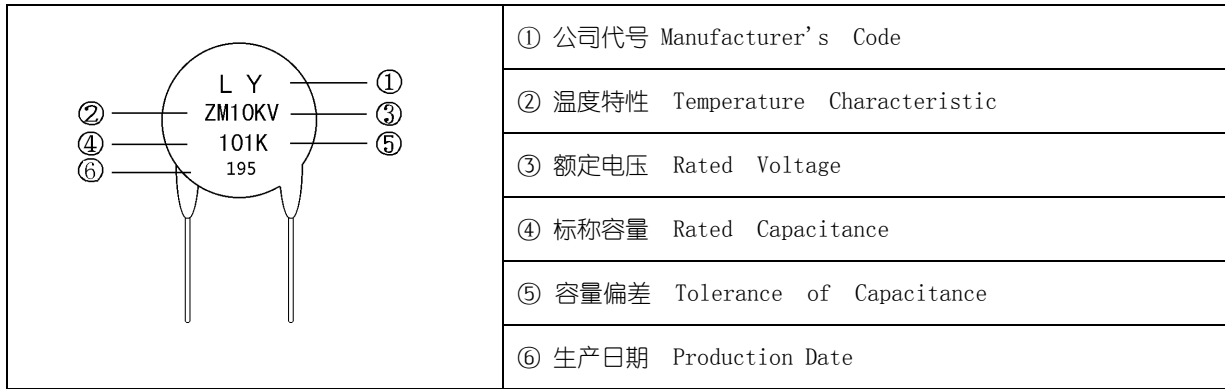 L Y
①
② ZM10KV ③
④ 101K ⑤
⑥ 195
① 公司代号 Manufacturer's Code
② 温度特性 Temperature Characteristic
③ 额定电压 Rated Voltage
④ 标称容量 Rated Capacitance
⑤ 容量偏差 Tolerance of Capacitance
⑥ 生产日期 Production Date